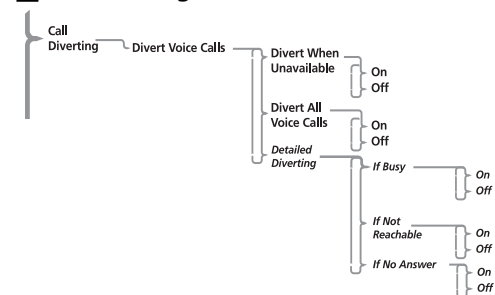 Call
Diverting
Divert Voice Calls
Divert When
Unavailable
On
Off
Divert All
Voice Calls
On
Off
Detailed
Diverting
If Busy
On
Off
If Not
Reachable
On
Off
If No Answer
On
Off